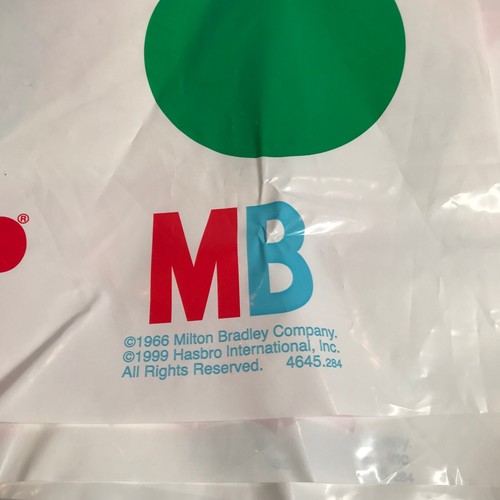 ®
MB
©1966 Milton Bradley Company.
©1999 Hasbro International, Inc.
All Rights Reserved. 4645.284